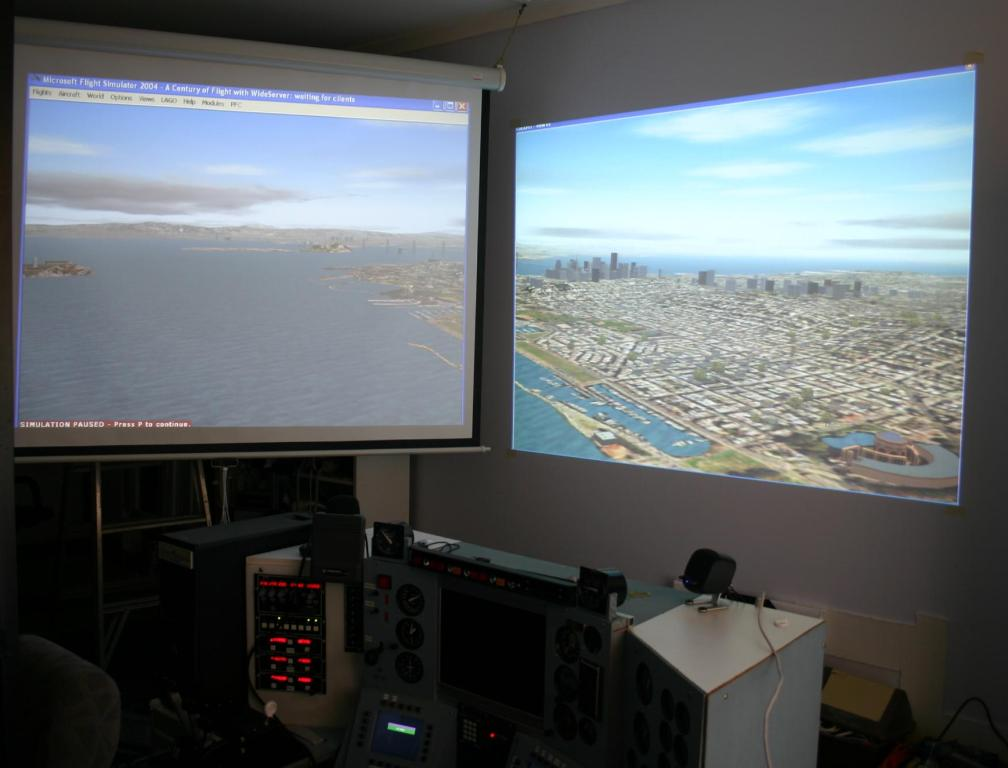 Microsoft Flight Simulator 2004 - A Century of Flight with WideServer: waiting for clients
Flights Aircraft World Options Views LAGO Help Modules PFC
SIMULATION PAUSED - Press P to continue.